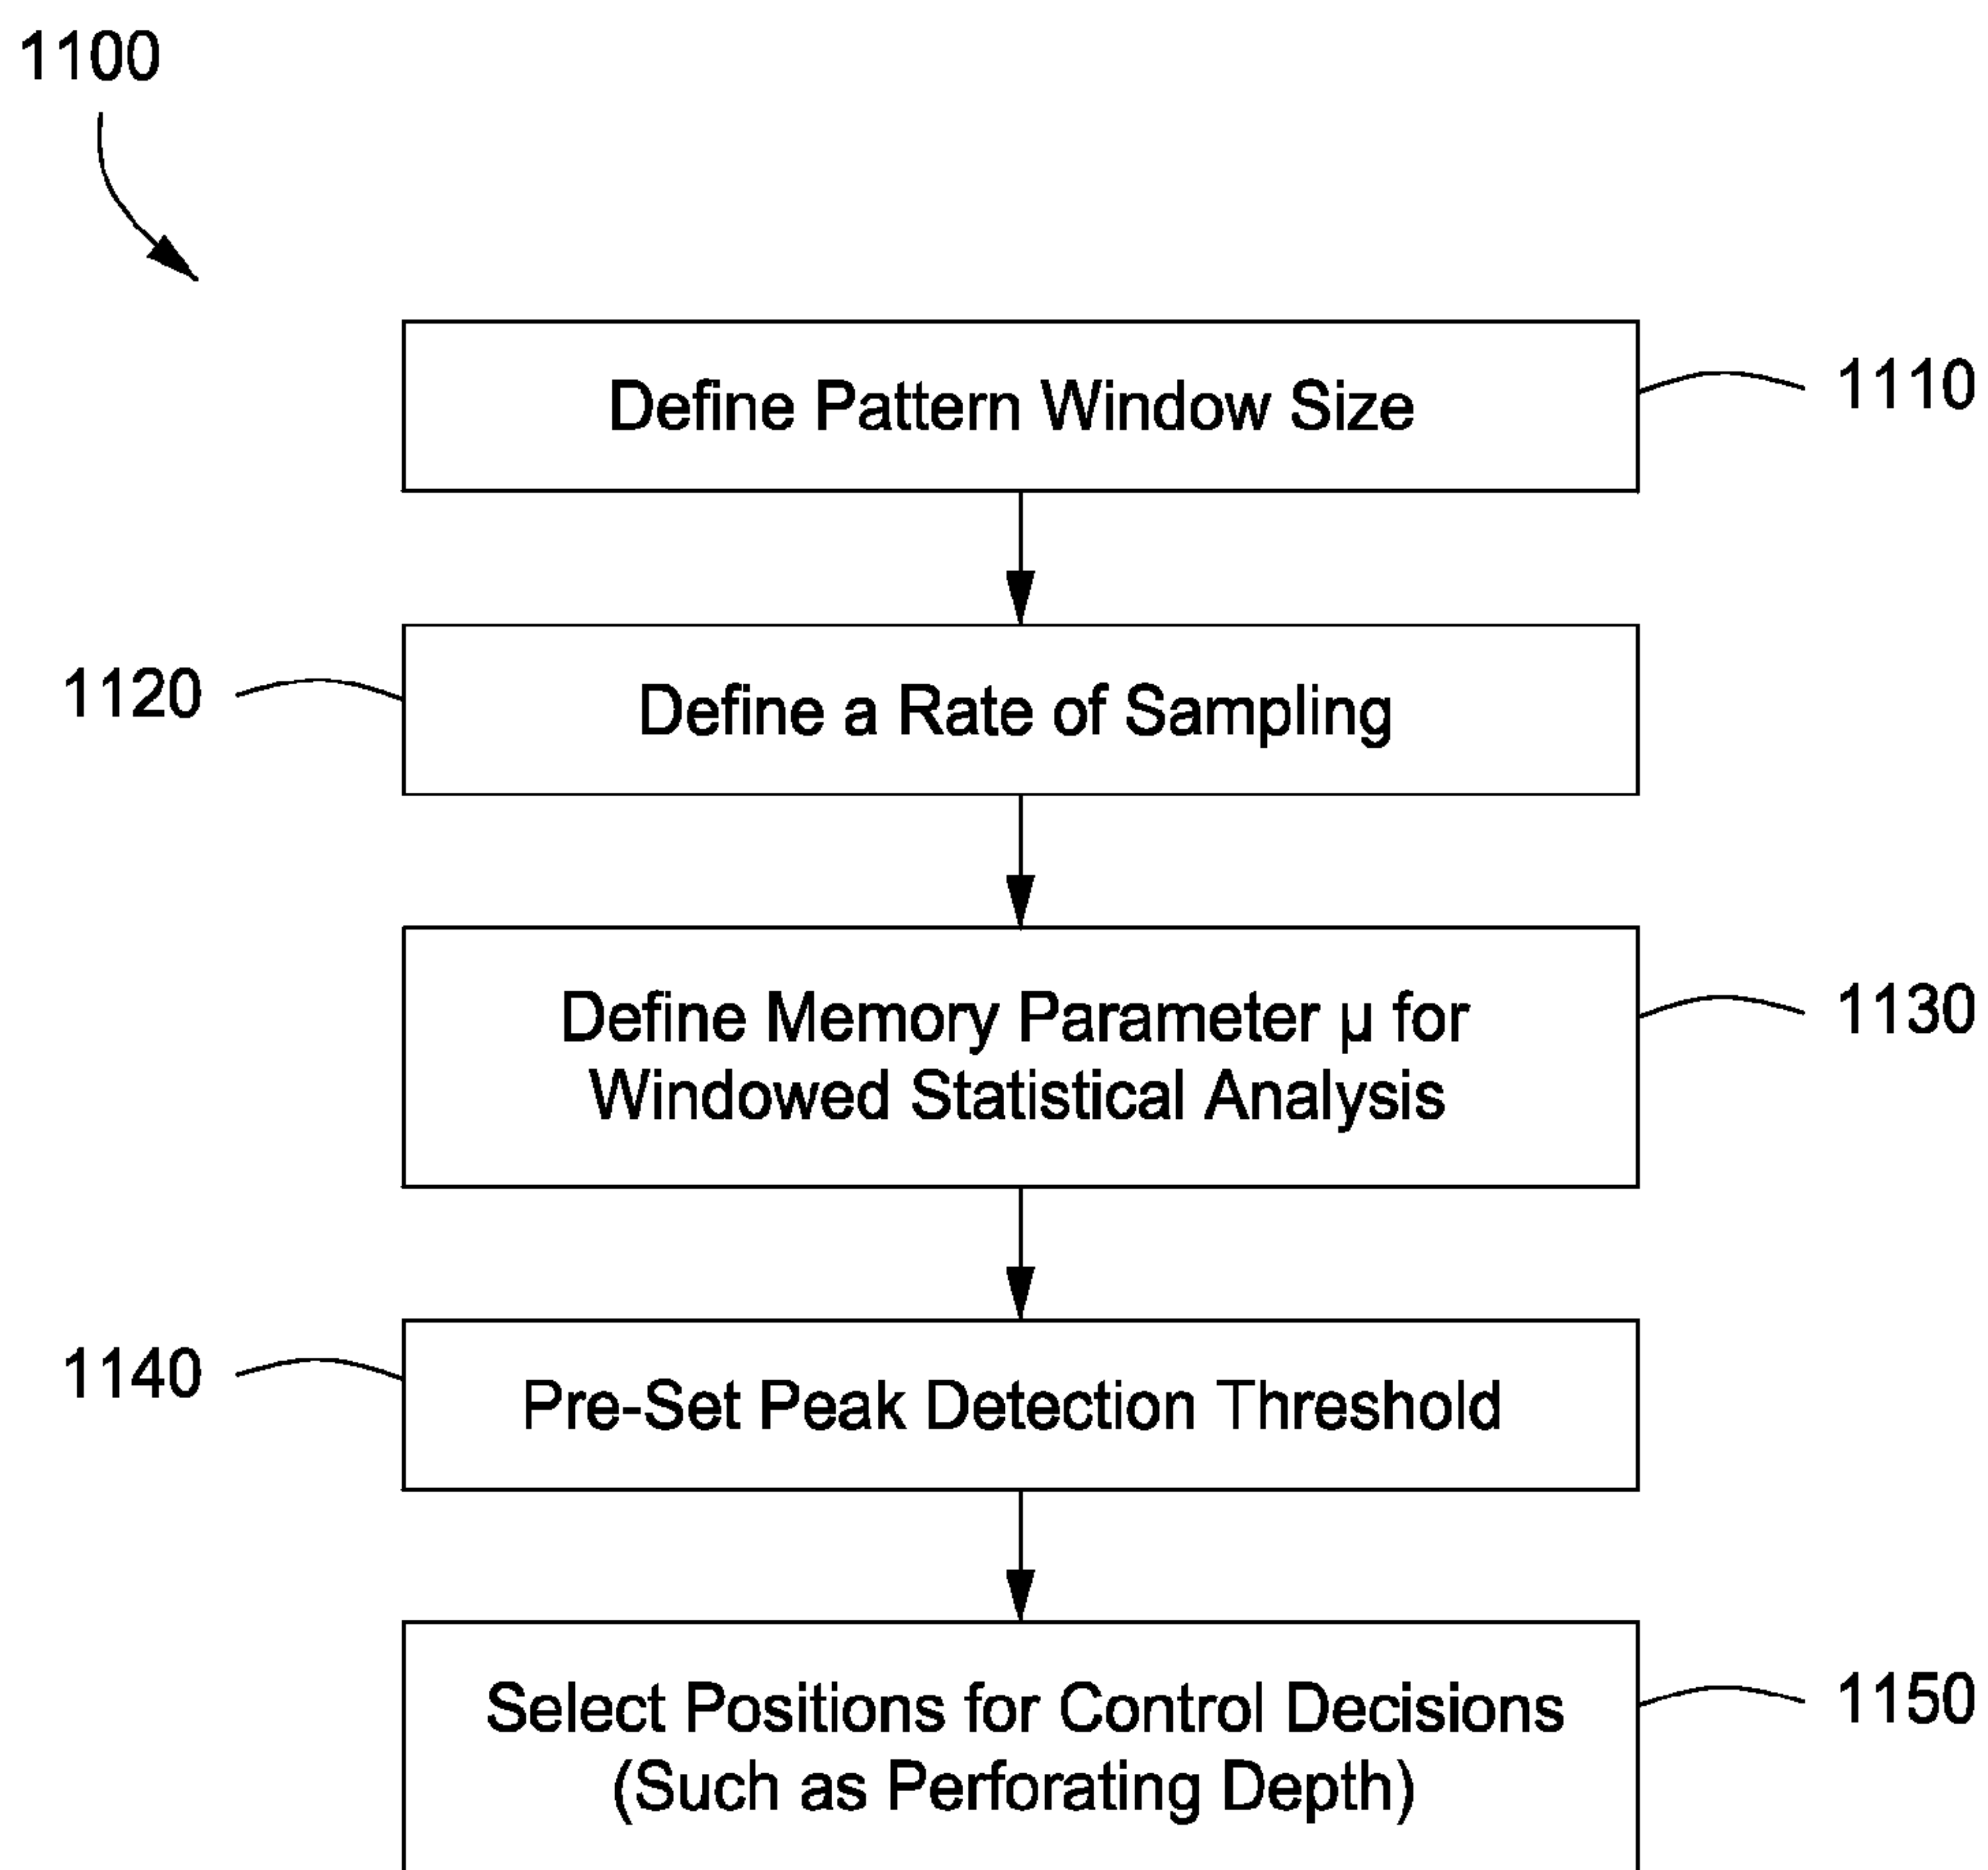 1100
Define Pattern Window Size
1110
1120
Define a Rate of Sampling
Define Memory Parameter µ for
Windowed Statistical Analysis
1130
1140
Pre-Set Peak Detection Threshold
Select Positions for Control Decisions
(Such as Perforating Depth)
1150